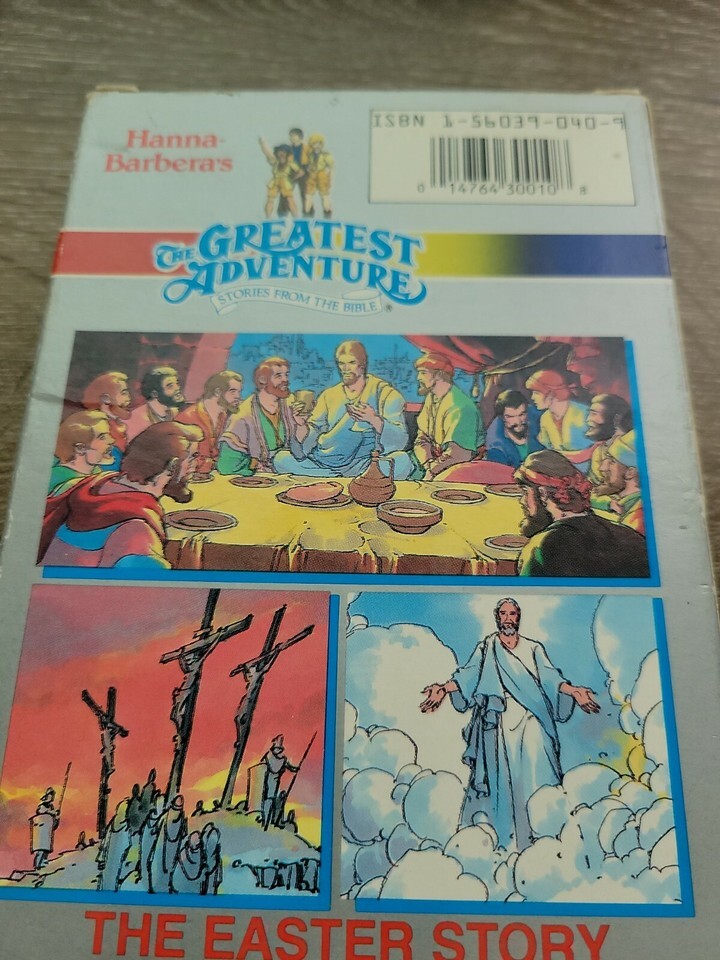 Hanna-
Barbera's
ISBN 1-56039-040-9
0 14764 30010 8
THE GREATEST
ADVENTURE
STORIES FROM THE BIBLE®
THE EASTER STORY